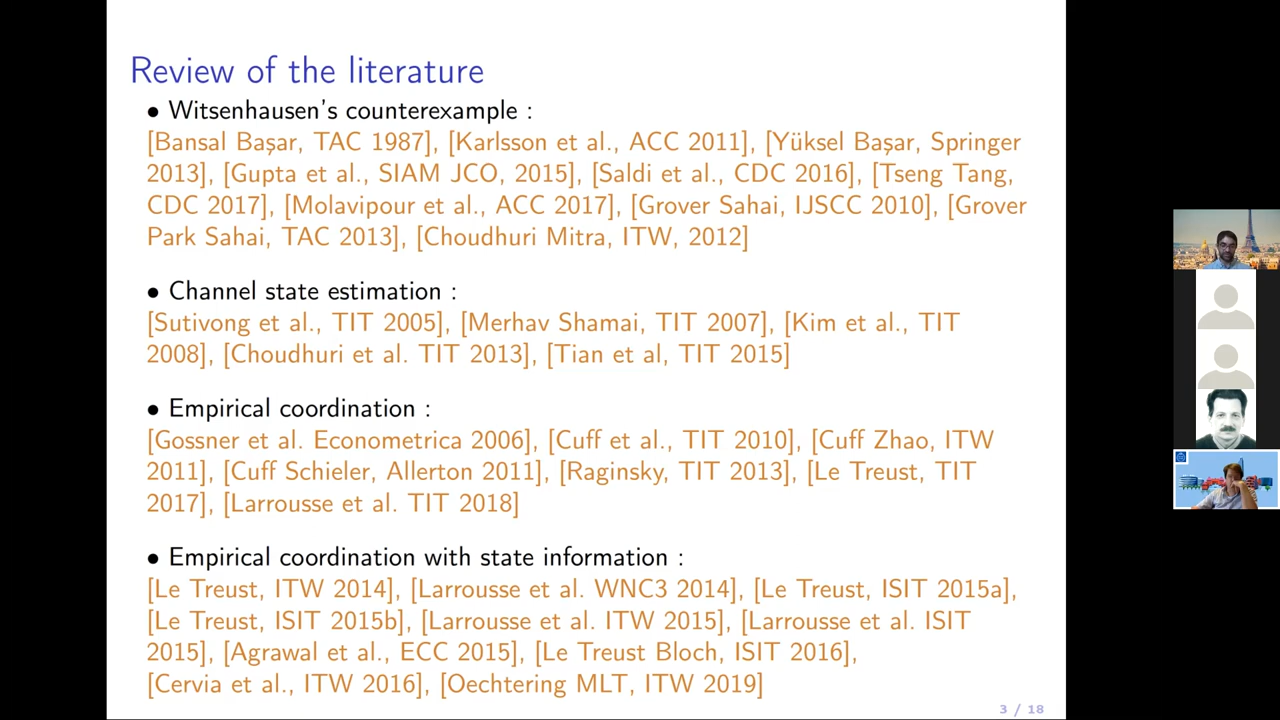 Review of the literature
• Witsenhausen's counterexample :
[Bansal Başar, TAC 1987], [Karlsson et al., ACC 2011], [Yüksel Başar, Springer
2013], [Gupta et al., SIAM JCO, 2015], [Saldi et al., CDC 2016], [Tseng Tang,
CDC 2017], [Molavipour et al., ACC 2017], [Grover Sahai, IJSCC 2010], [Grover
Park Sahai, TAC 2013], [Choudhuri Mitra, ITW, 2012]
• Channel state estimation :
[Sutivong et al., TIT 2005], [Merhav Shamai, TIT 2007], [Kim et al., TIT
2008], [Choudhuri et al. TIT 2013], [Tian et al, TIT 2015]
• Empirical coordination :
[Gossner et al. Econometrica 2006], [Cuff et al., TIT 2010], [Cuff Zhao, ITW
2011], [Cuff Schieler, Allerton 2011], [Raginsky, TIT 2013], [Le Treust, TIT
2017], [Larrousse et al. TIT 2018]
• Empirical coordination with state information :
[Le Treust, ITW 2014], [Larrousse et al. WNC3 2014], [Le Treust, ISIT 2015a],
[Le Treust, ISIT 2015b], [Larrousse et al. ITW 2015], [Larrousse et al. ISIT
2015], [Agrawal et al., ECC 2015], [Le Treust Bloch, ISIT 2016],
[Cervia et al., ITW 2016], [Oechtering MLT, ITW 2019]
3 / 18